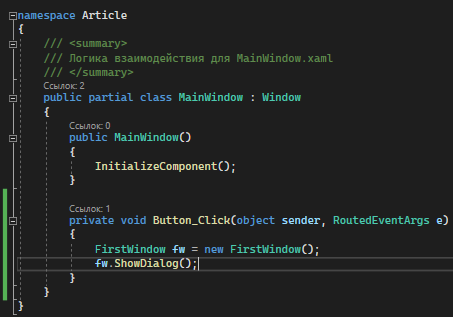 namespace Article
{
/// <summary>
/// Логика взаимодействия для MainWindow.xaml
/// </summary>
Ссылок: 2
public partial class MainWindow : Window
{
Ссылок: 0
public MainWindow()
{
InitializeComponent();
}
Ссылок: 1
private void Button_Click(object sender, RoutedEventArgs e)
{
FirstWindow fw = new FirstWindow();
fw.ShowDialog();
}
}
}